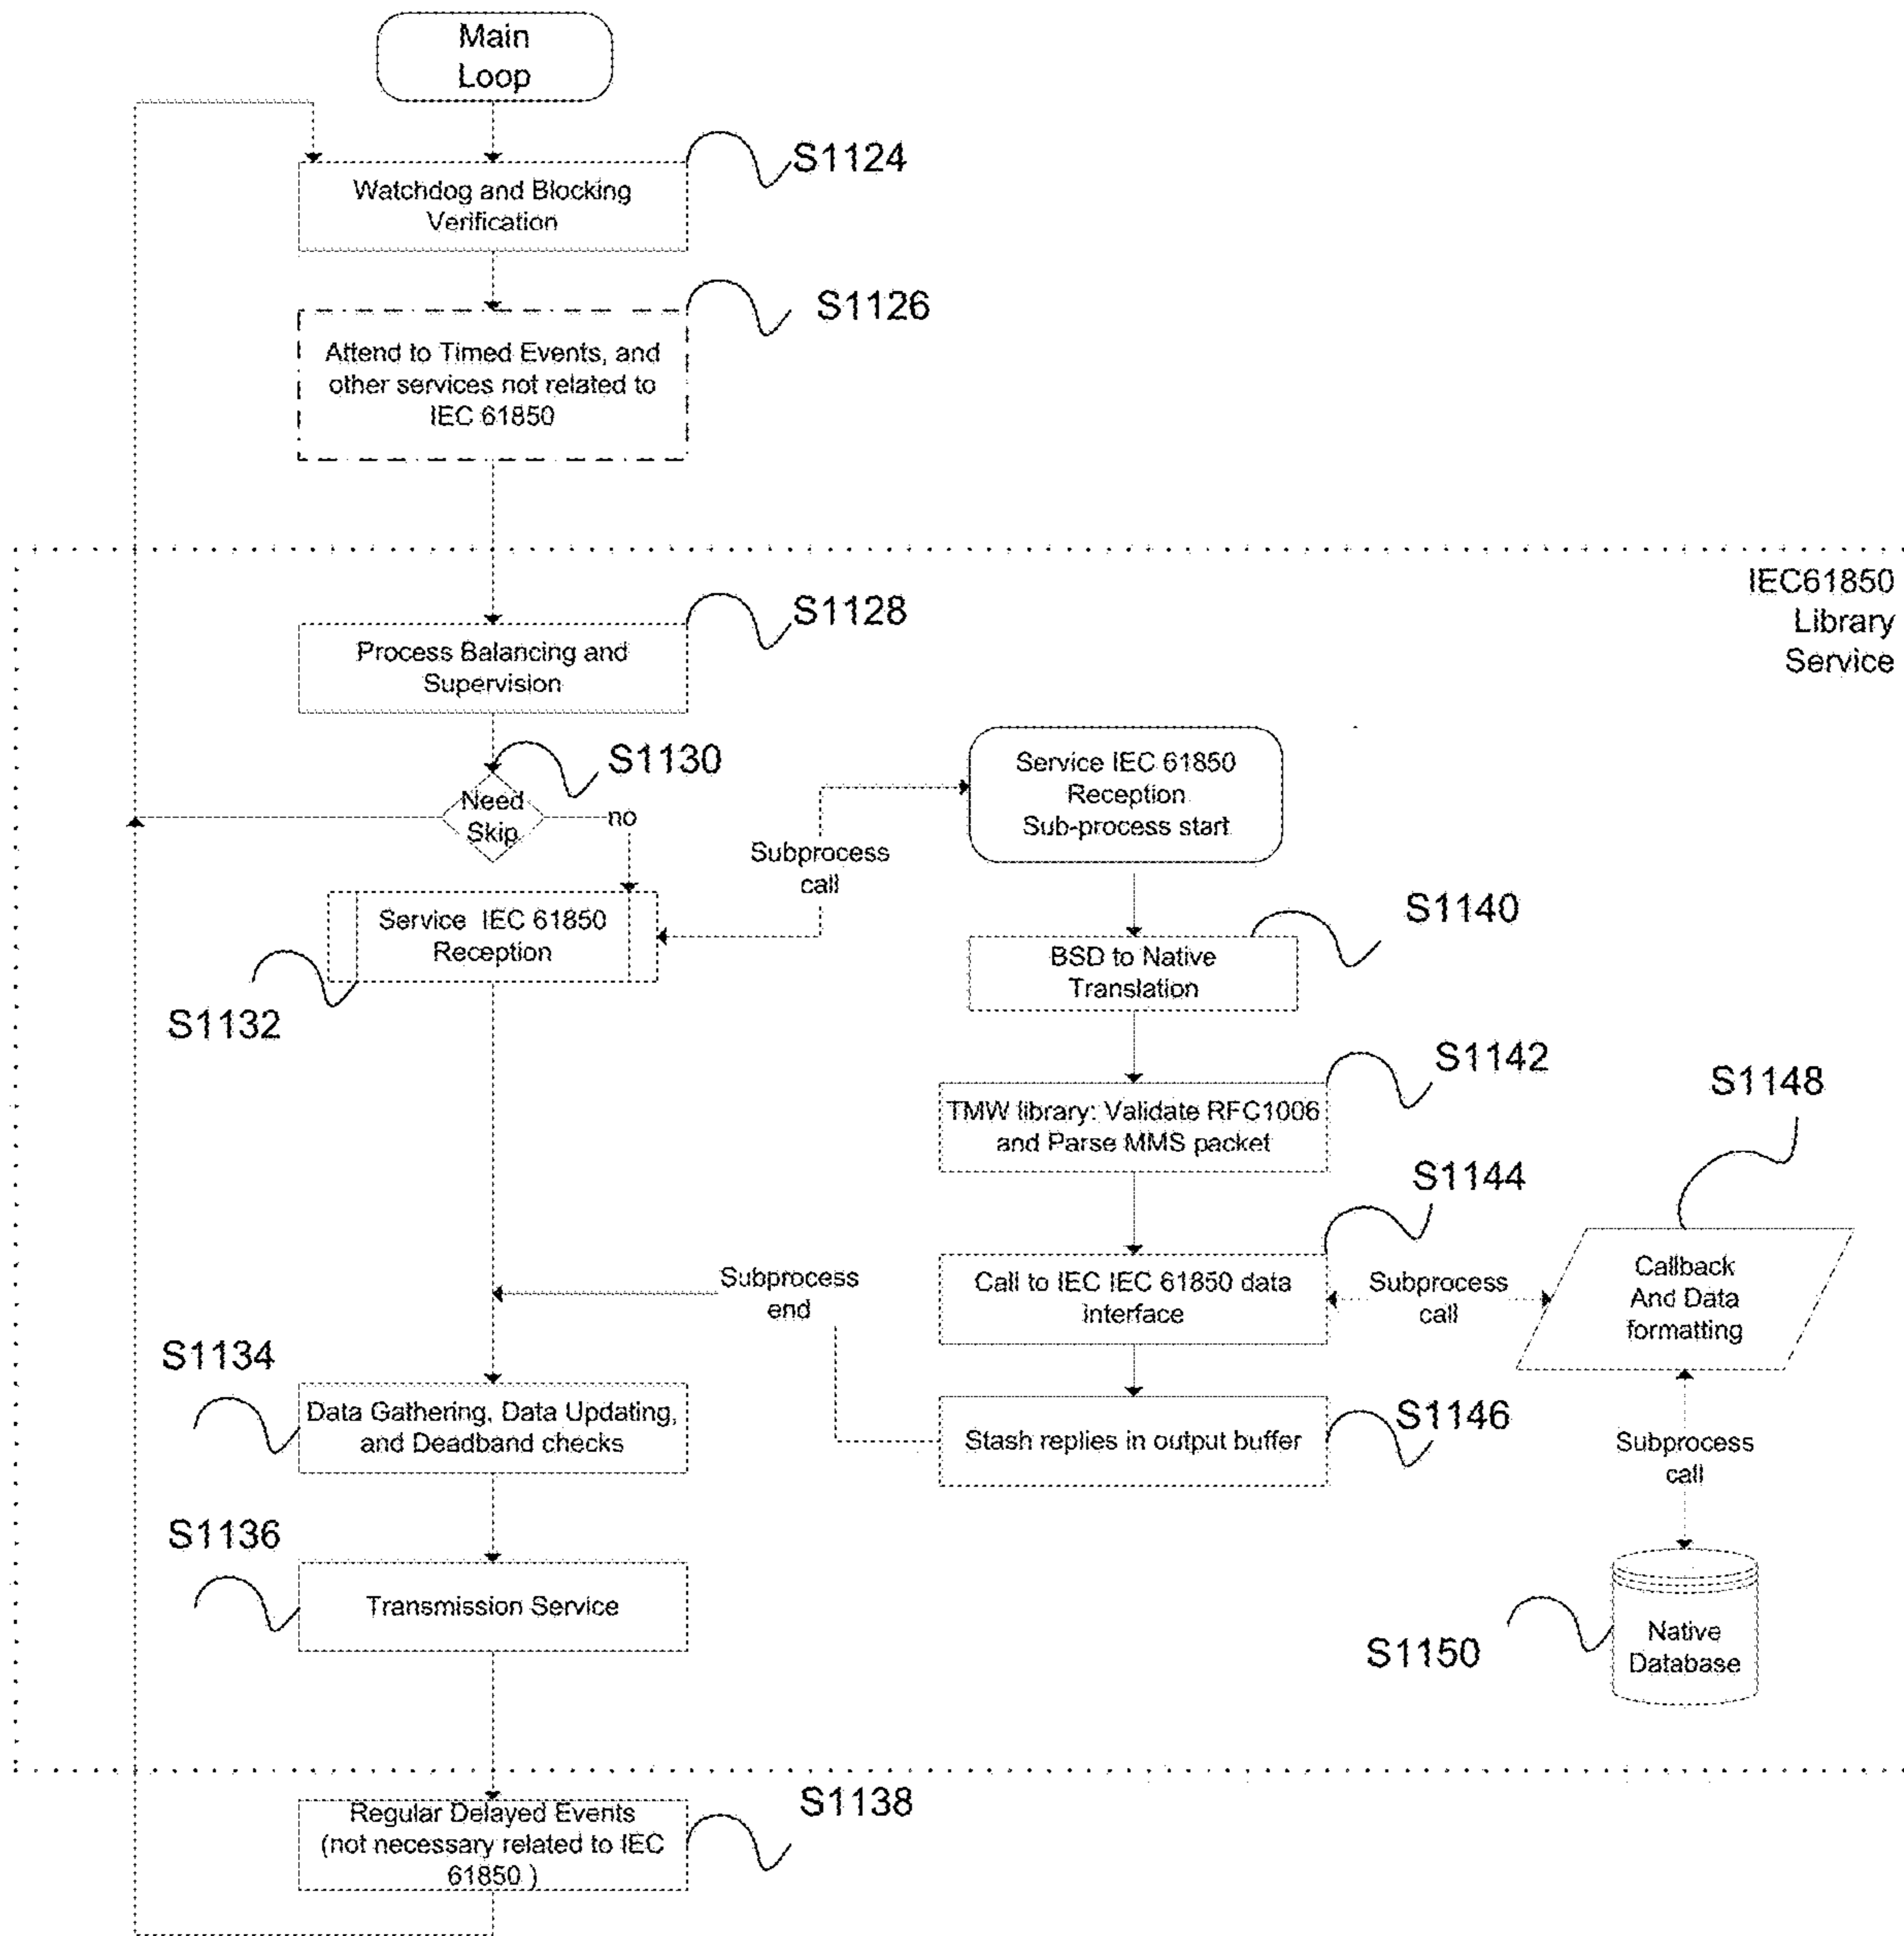 Main
Loop
S1124
Watchdog and Blocking
Verification
S1126
Attend to Timed Events, and
other services not related to
IEC 61850
IEC61850
Library
Service
S1128
Process Balancing and
Supervision
S1130
Need
Skip
no
Service IEC 61850
Reception
Sub-process start
Subprocess
call
Service IEC 61850
Reception
S1132
S1140
BSD to Native
Translation
S1142
TMW library: Validate RFC1006
and Parse MMS packet
S1148
S1144
Call to IEC IEC 61850 data
interface
Subprocess
call
Callback
And Data
formatting
Subprocess
end
S1134
Data Gathering, Data Updating,
and Deadband checks
S1146
Stash replies in output buffer
Subprocess
call
S1136
Transmission Service
S1150
Native
Database
S1138
Regular Delayed Events
(not necessary related to IEC
61850 )